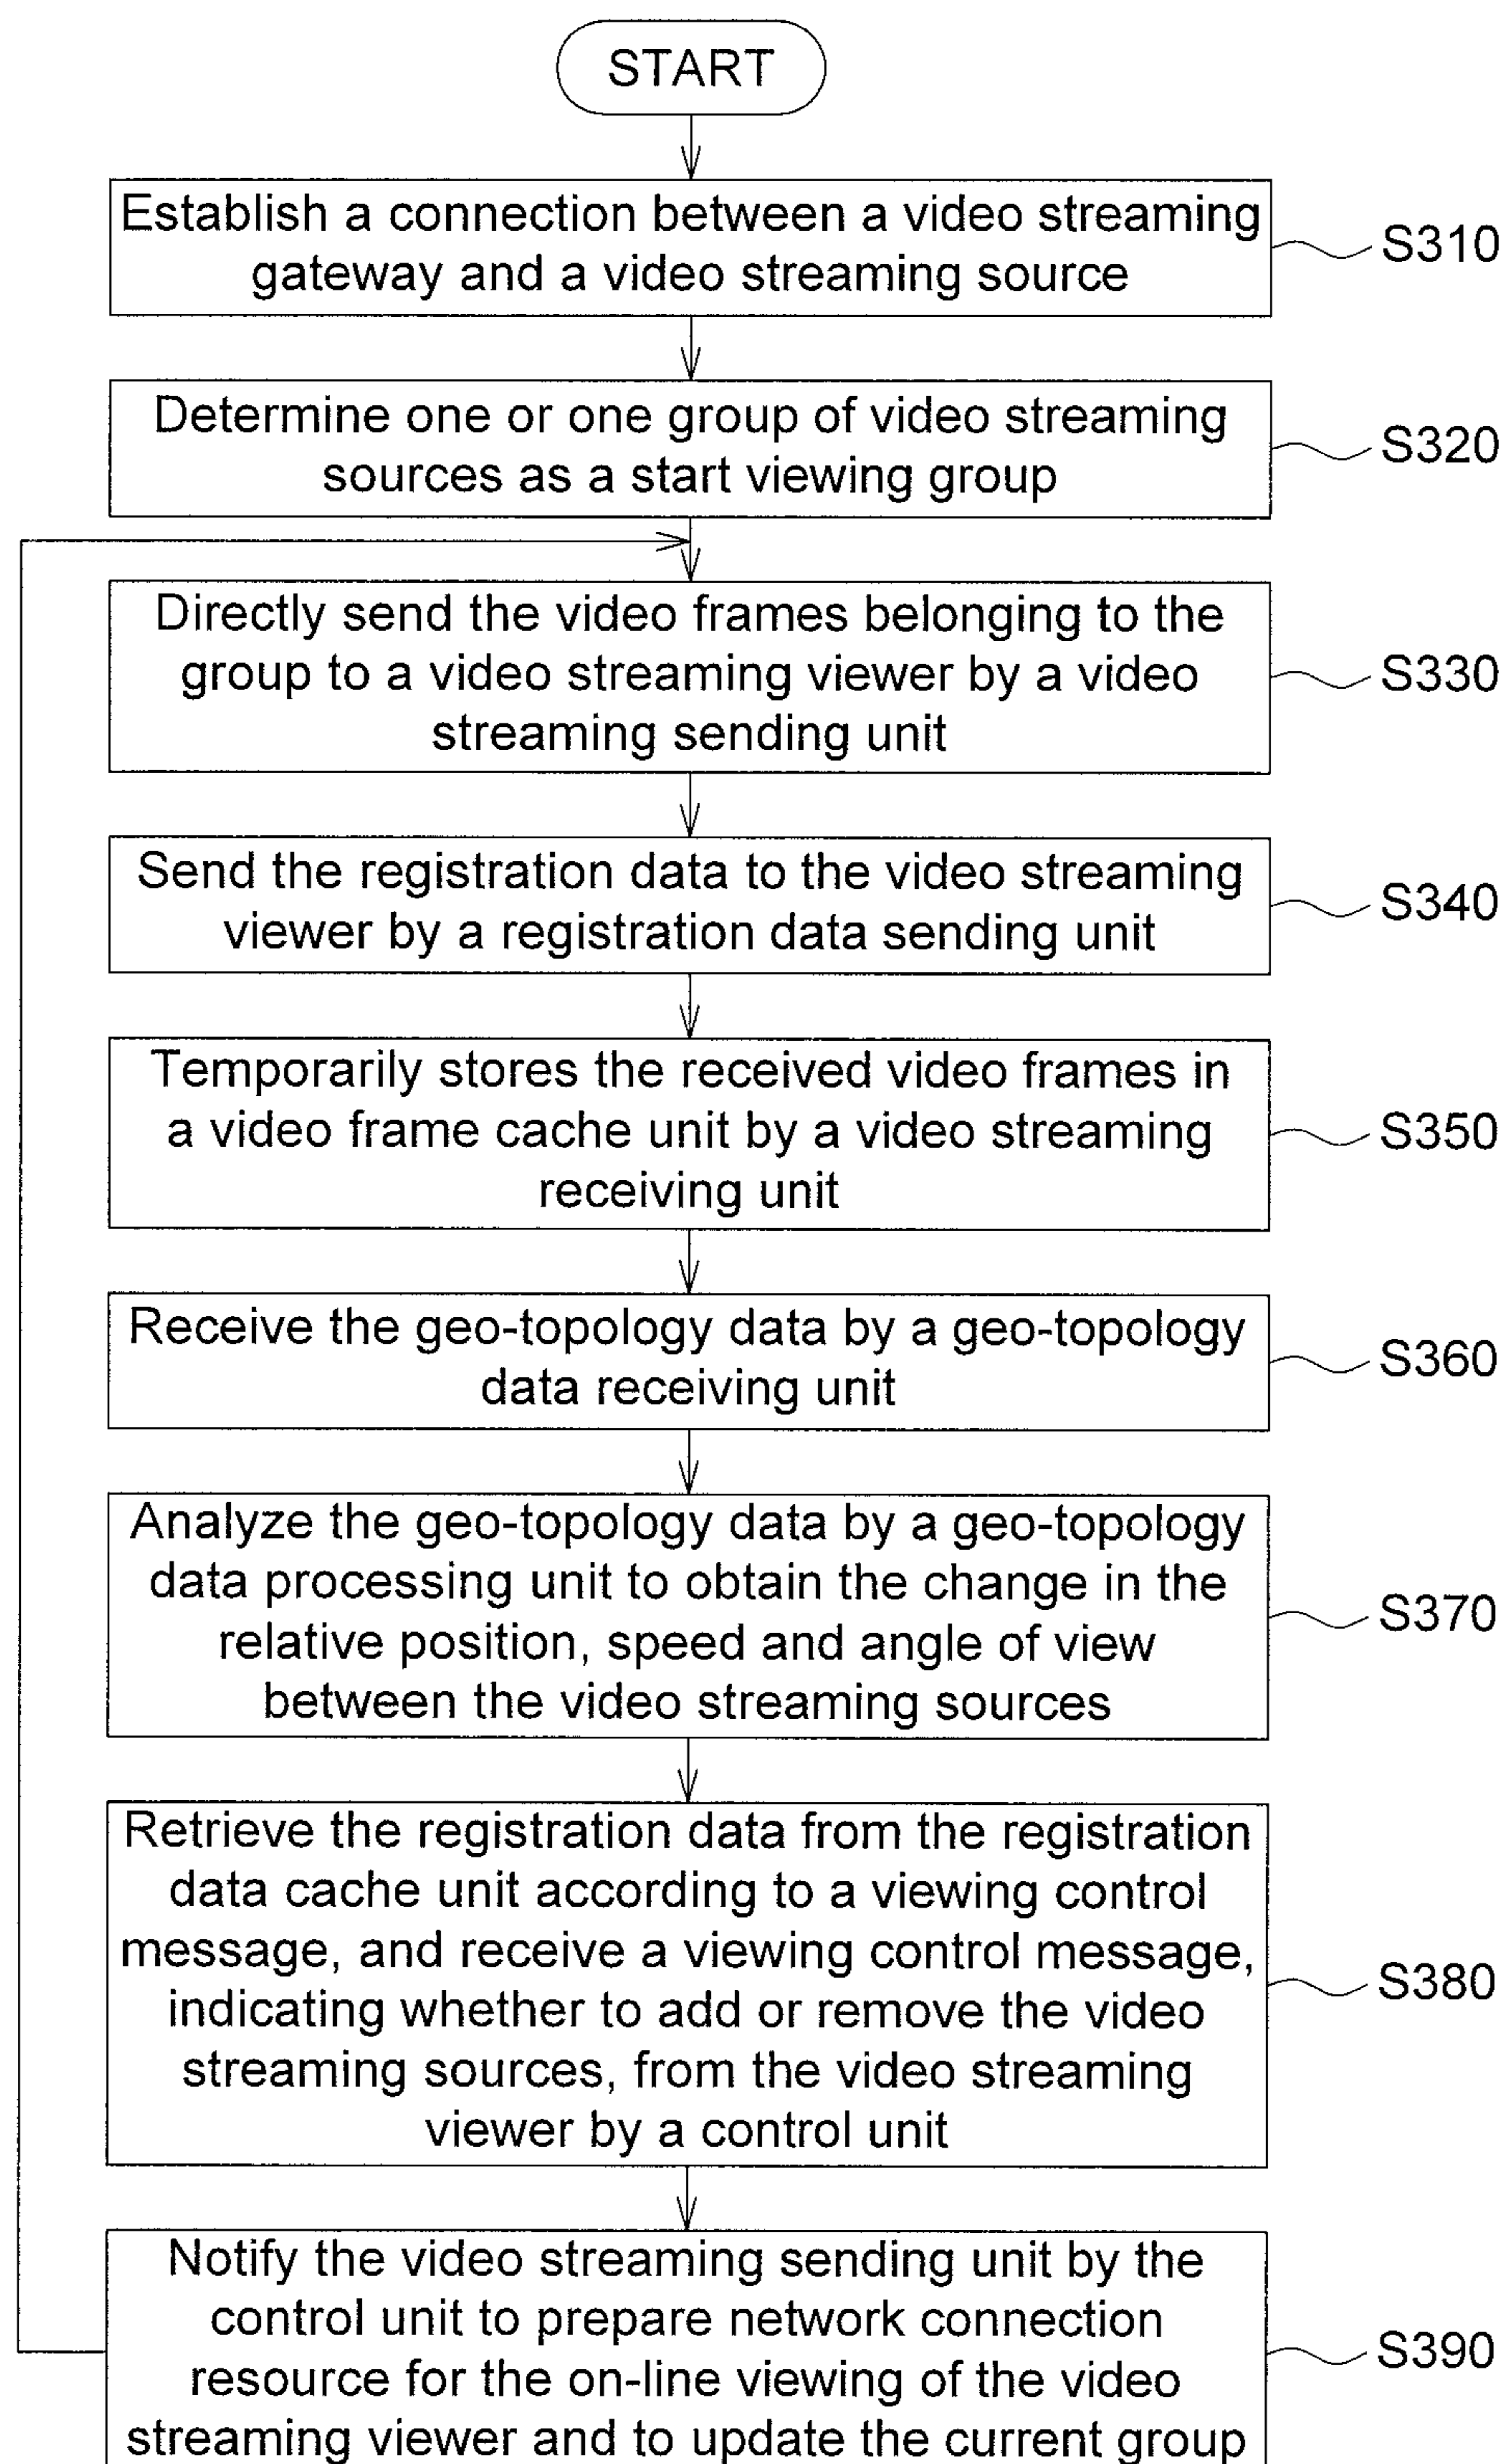 START
Establish a connection between a video streaming
gateway and a video streaming source
S310
Determine one or one group of video streaming
sources as a start viewing group
S320
Directly send the video frames belonging to the
group to a video streaming viewer by a video
streaming sending unit
S330
Send the registration data to the video streaming
viewer by a registration data sending unit
S340
Temporarily stores the received video frames in
a video frame cache unit by a video streaming
receiving unit
S350
Receive the geo-topology data by a geo-topology
data receiving unit
S360
Analyze the geo-topology data by a geo-topology
data processing unit to obtain the change in the
relative position, speed and angle of view
between the video streaming sources
S370
Retrieve the registration data from the registration
data cache unit according to a viewing control
message, and receive a viewing control message,
indicating whether to add or remove the video
streaming sources, from the video streaming
viewer by a control unit
S380
Notify the video streaming sending unit by the
control unit to prepare network connection
resource for the on-line viewing of the video
streaming viewer and to update the current group
S390